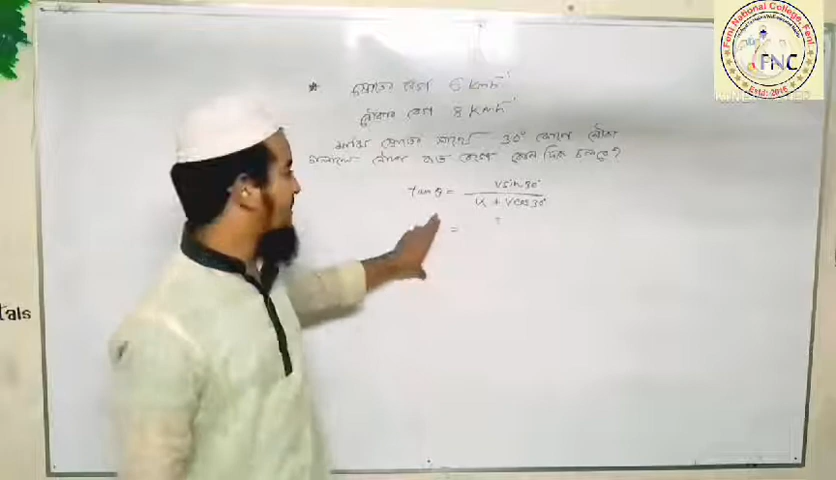 Feni National College, Feni.
FNC
Estd: 2016
KINEMASTER
* স্রোতের বেগ 6 kmh⁻¹
নৌকার বেগ 8 kmh⁻¹
মাঝি স্রোতের সাথে 30° কোণে নৌকা
চালালে নৌকা কত বেগে কোন দিকে চলবে?
tan θ = v sin 30° / u + v cos 30°
=
tals